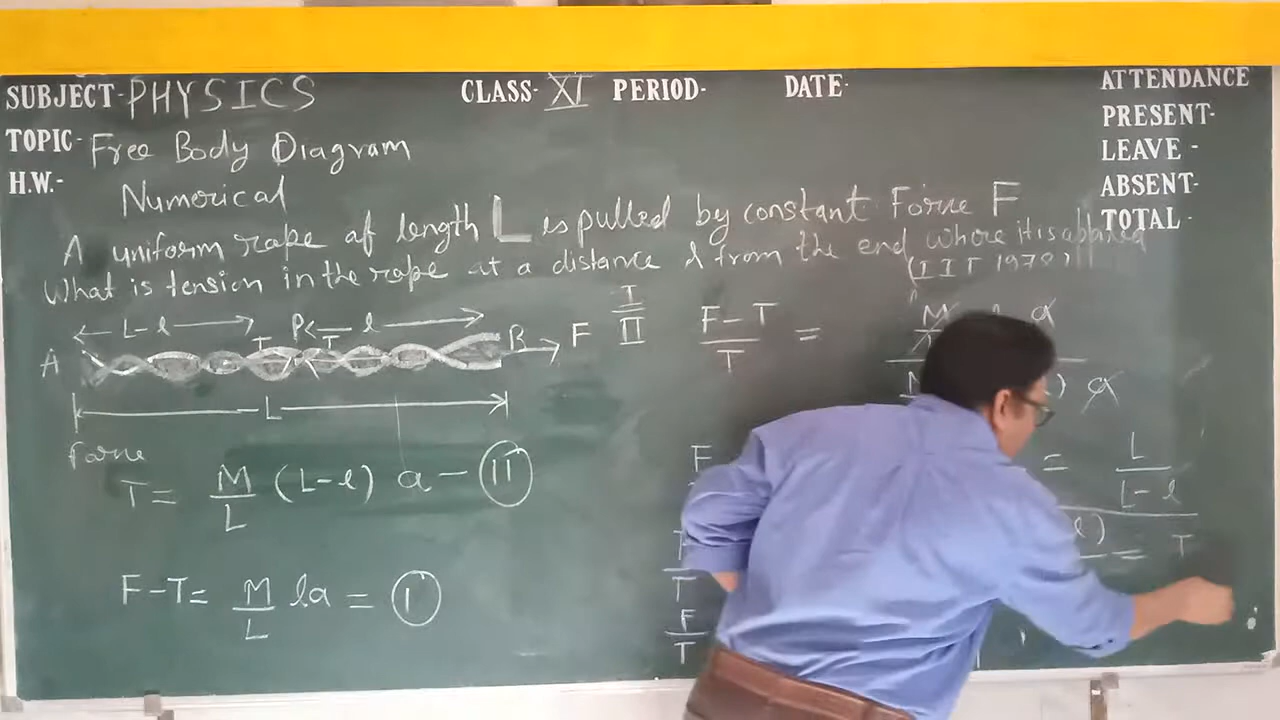 SUBJECT- PHYSICS CLASS- XI PERIOD- DATE- ATTENDANCE
TOPIC- Free Body Diagram PRESENT-
H.W.- LEAVE -
Numerical ABSENT-
TOTAL -
A uniform rope of length L is pulled by constant Force F
What is tension in the rope at a distance l from the end where it is applied
(IIT 1978)
L-l P l
A T T B F
L
Force
T = M/L (L-l) a - II
F-T = M/L la = I
I/II F-T/T =
a
) a
F = L/L-l
l) = T
T
F/T